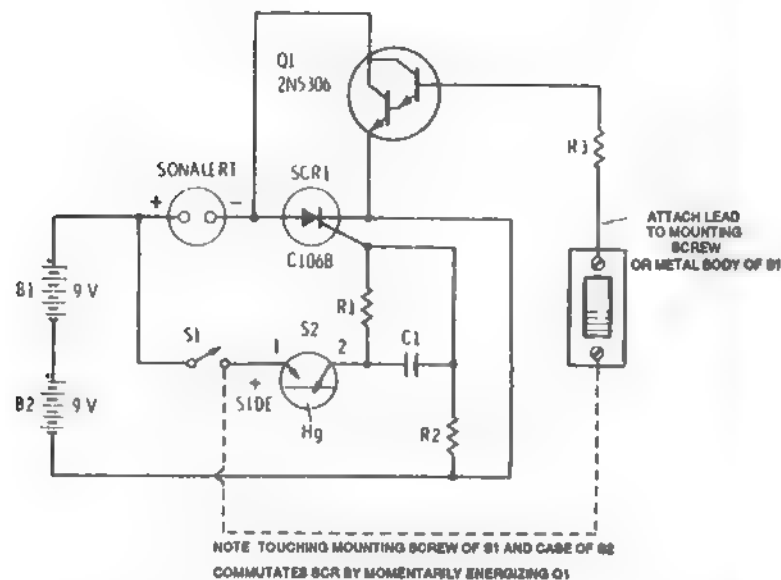 Q1
2N5306
R3
SONALERT
SCR1
+
-
C106B
ATTACH LEAD
TO MOUNTING
SCREW
OR METAL BODY OF S1
B1
9 V
R1
S1
S2
1
2
C1
+
SIDE
Hg
B2
9 V
R2
NOTE TOUCHING MOUNTING SCREW OF S1 AND CASE OF S2
COMMUTATES SCR BY MOMENTARILY ENERGIZING Q1